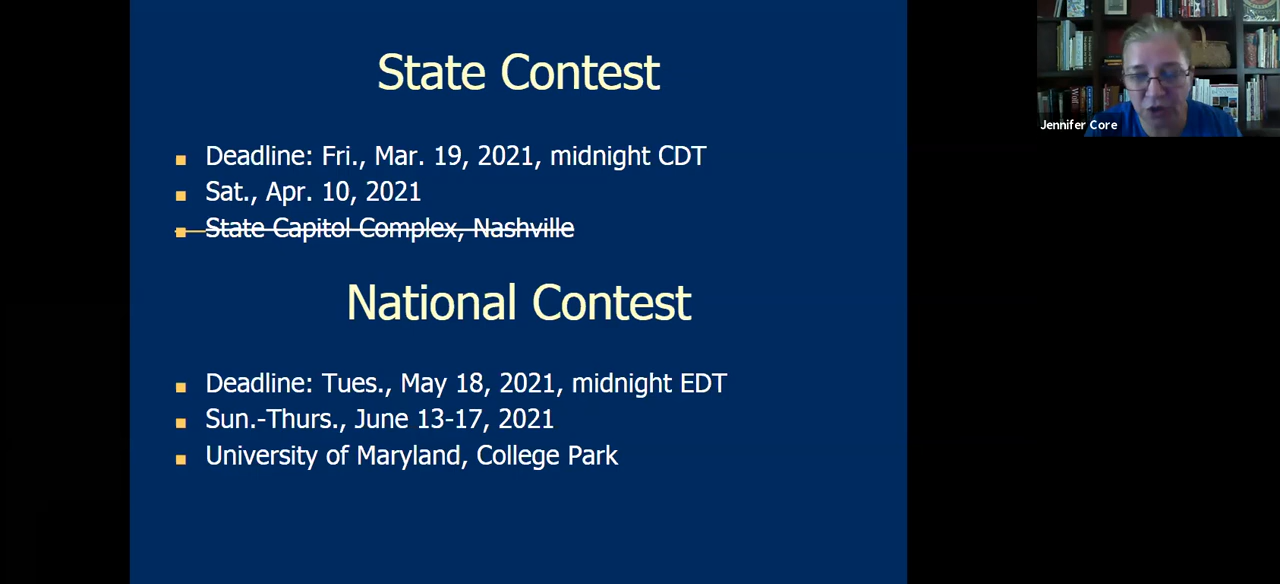 State Contest
Deadline: Fri., Mar. 19, 2021, midnight CDT
Sat., Apr. 10, 2021
State Capitol Complex, Nashville
National Contest
Deadline: Tues., May 18, 2021, midnight EDT
Sun.-Thurs., June 13-17, 2021
University of Maryland, College Park
Jennifer Core